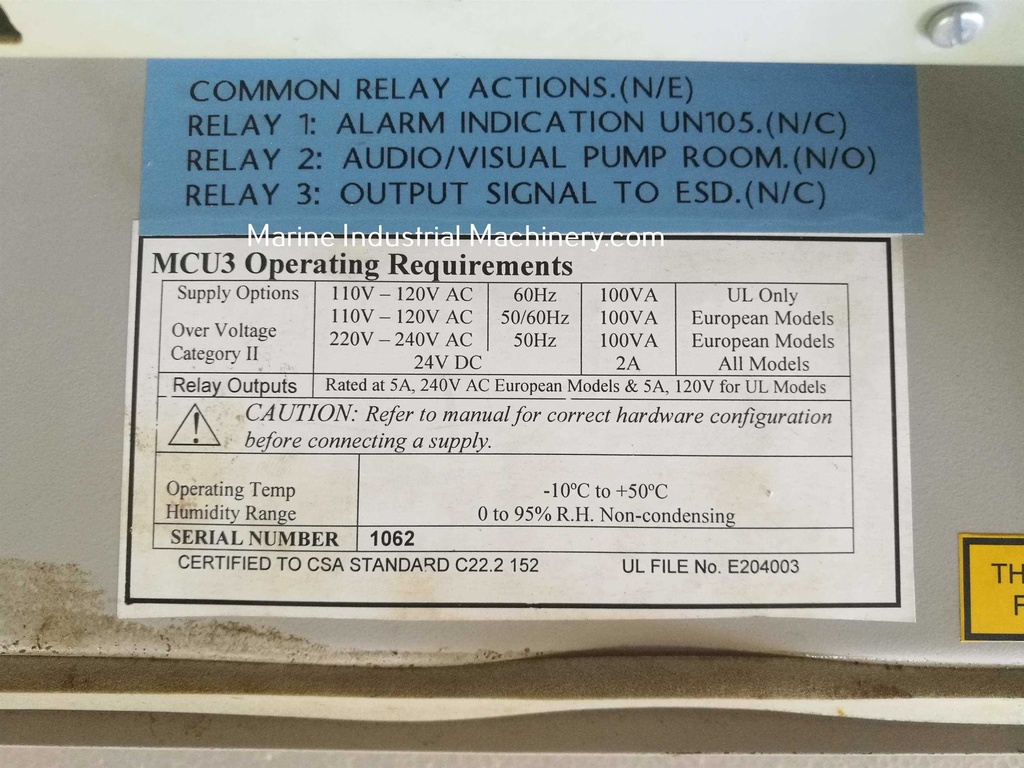 COMMON RELAY ACTIONS.(N/E)
RELAY 1: ALARM INDICATION UN105.(N/C)
RELAY 2: AUDIO/VISUAL PUMP ROOM.(N/O)
RELAY 3: OUTPUT SIGNAL TO ESD.(N/C)
Marine Industrial Machinery.com
MCU3 Operating Requirements
Supply Options 110V – 120V AC 60Hz 100VA UL Only
110V – 120V AC 50/60Hz 100VA European Models
Over Voltage 220V – 240V AC 50Hz 100VA European Models
Category II 24V DC 2A All Models
Relay Outputs Rated at 5A, 240V AC European Models & 5A, 120V for UL Models
CAUTION: Refer to manual for correct hardware configuration
before connecting a supply.
Operating Temp -10ºC to +50ºC
Humidity Range 0 to 95% R.H. Non-condensing
SERIAL NUMBER 1062
CERTIFIED TO CSA STANDARD C22.2 152 UL FILE No. E204003
TH
F